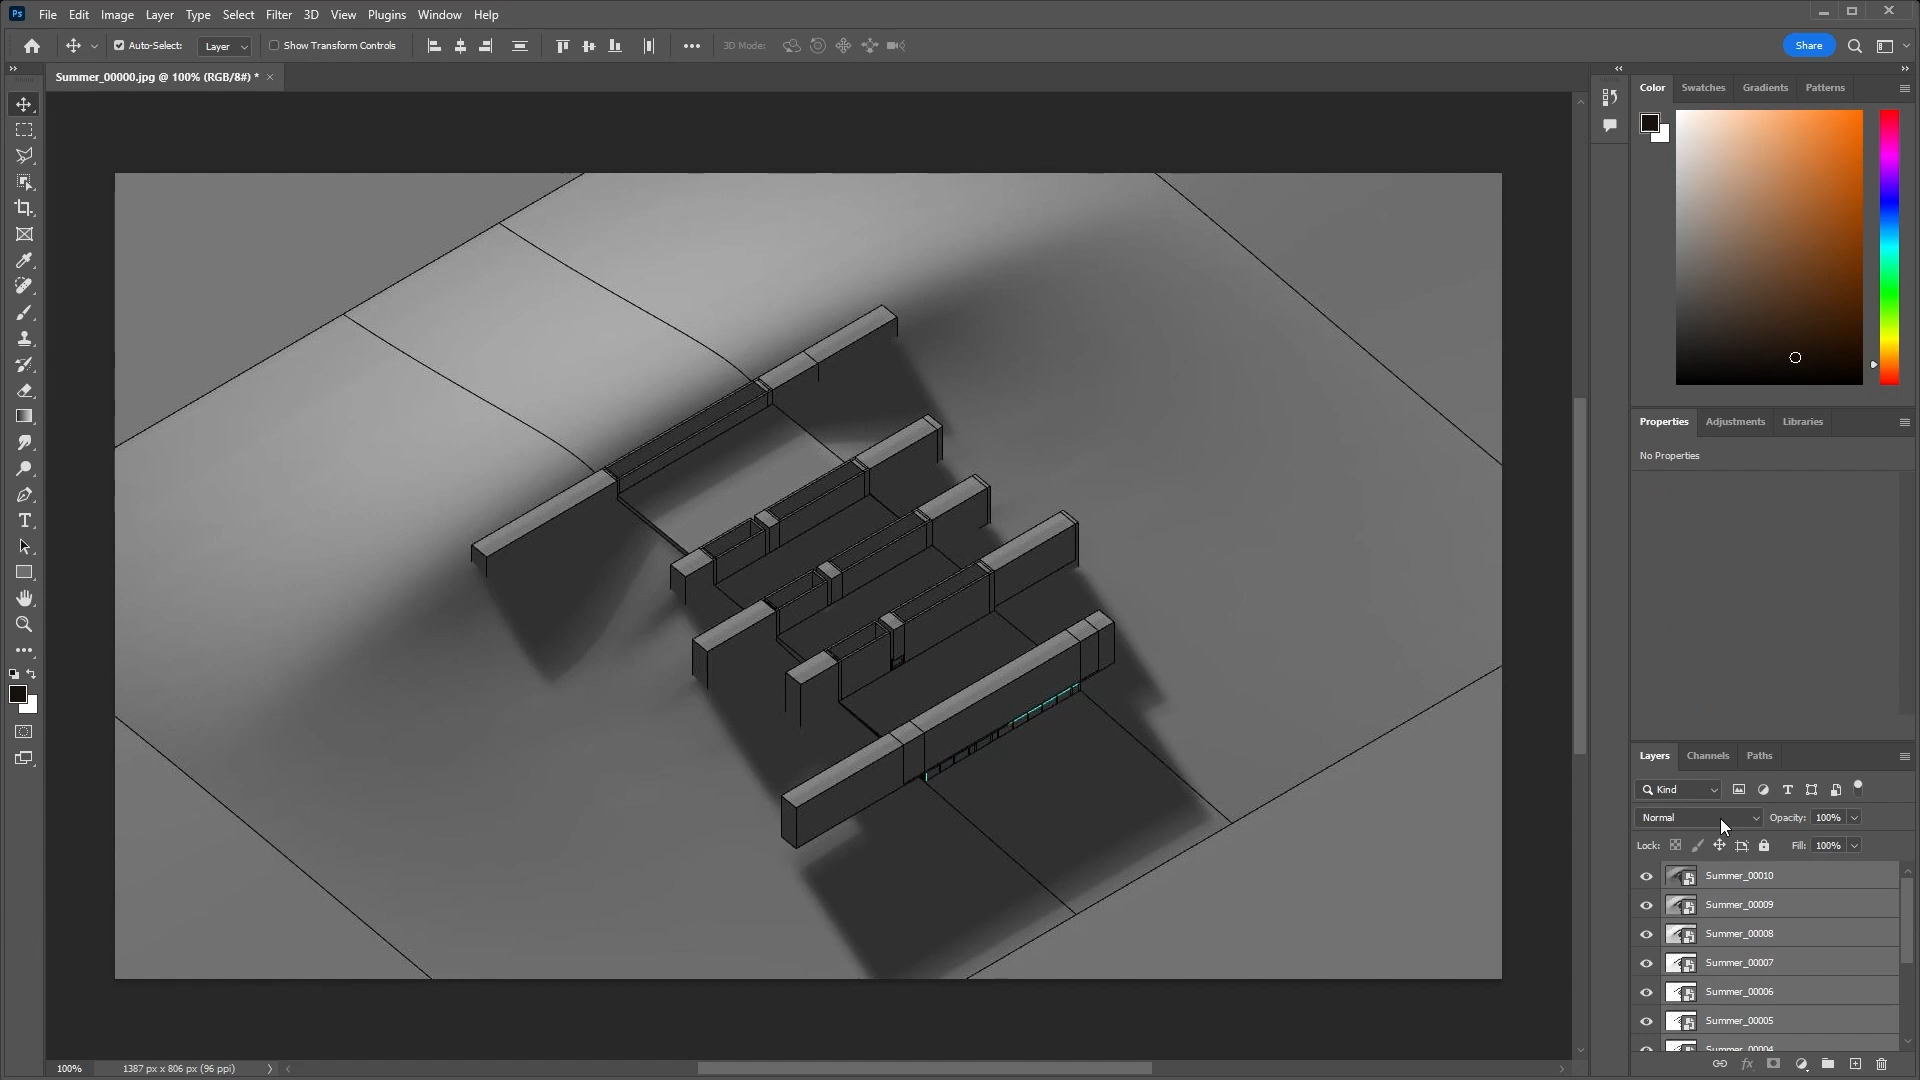 Ps File Edit Image Layer Type Select Filter 3D View Plugins Window Help
Auto-Select: Layer Show Transform Controls 3D Mode: Share
Summer_00000.jpg @ 100% (RGB/8#) *
Color Swatches Gradients Patterns
Properties Adjustments Libraries
No Properties
Layers Channels Paths
Kind
Normal Opacity: 100%
Lock: Fill: 100%
Summer_00010
Summer_00009
Summer_00008
Summer_00007
Summer_00006
Summer_00005
Summer_00004
100% 1387 px x 806 px (96 ppi)